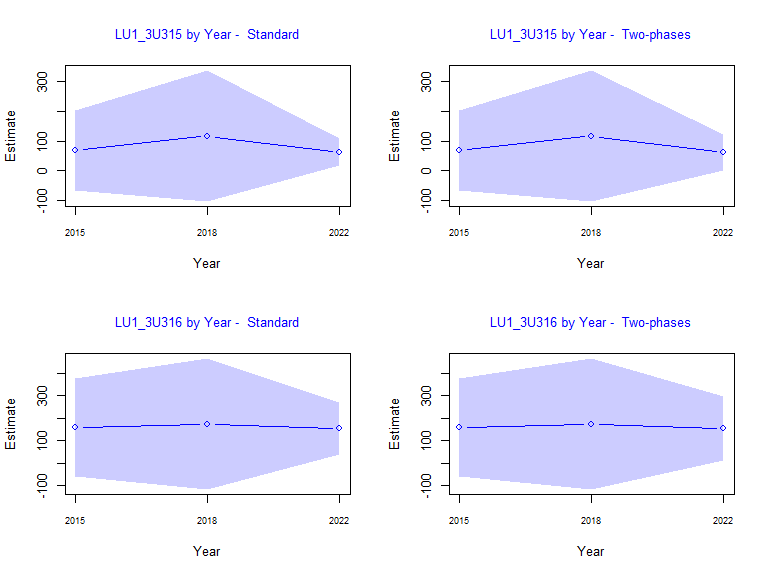 LU1_3U315 by Year -  Standard
300
100
0
-100
Estimate
2015 2018 2022
Year
LU1_3U315 by Year -  Two-phases
300
100
0
-100
Estimate
2015 2018 2022
Year
LU1_3U316 by Year -  Standard
300
100
-100
Estimate
2015 2018 2022
Year
LU1_3U316 by Year -  Two-phases
300
100
-100
Estimate
2015 2018 2022
Year